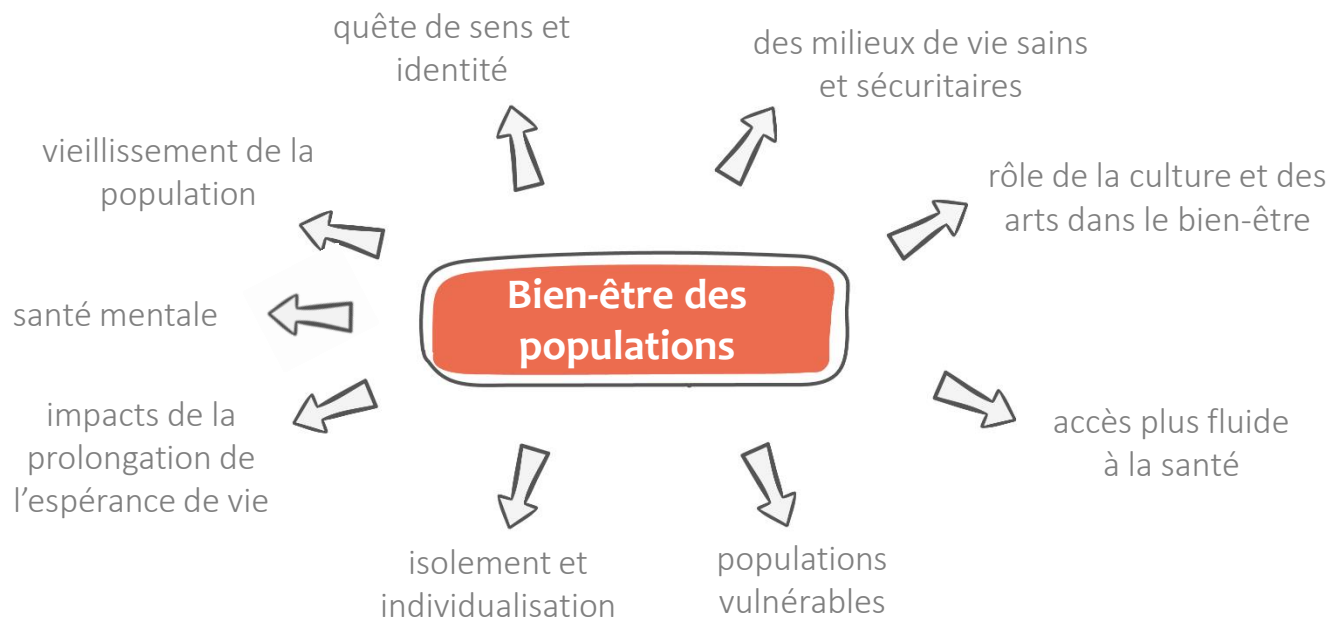 quête de sens et
identité
des milieux de vie sains
et sécuritaires
vieillissement de la
population
rôle de la culture et des
arts dans le bien-être
Bien-être des
populations
santé mentale
impacts de la
prolongation de
l'espérance de vie
accès plus fluide
à la santé
isolement et
individualisation
populations
vulnérables